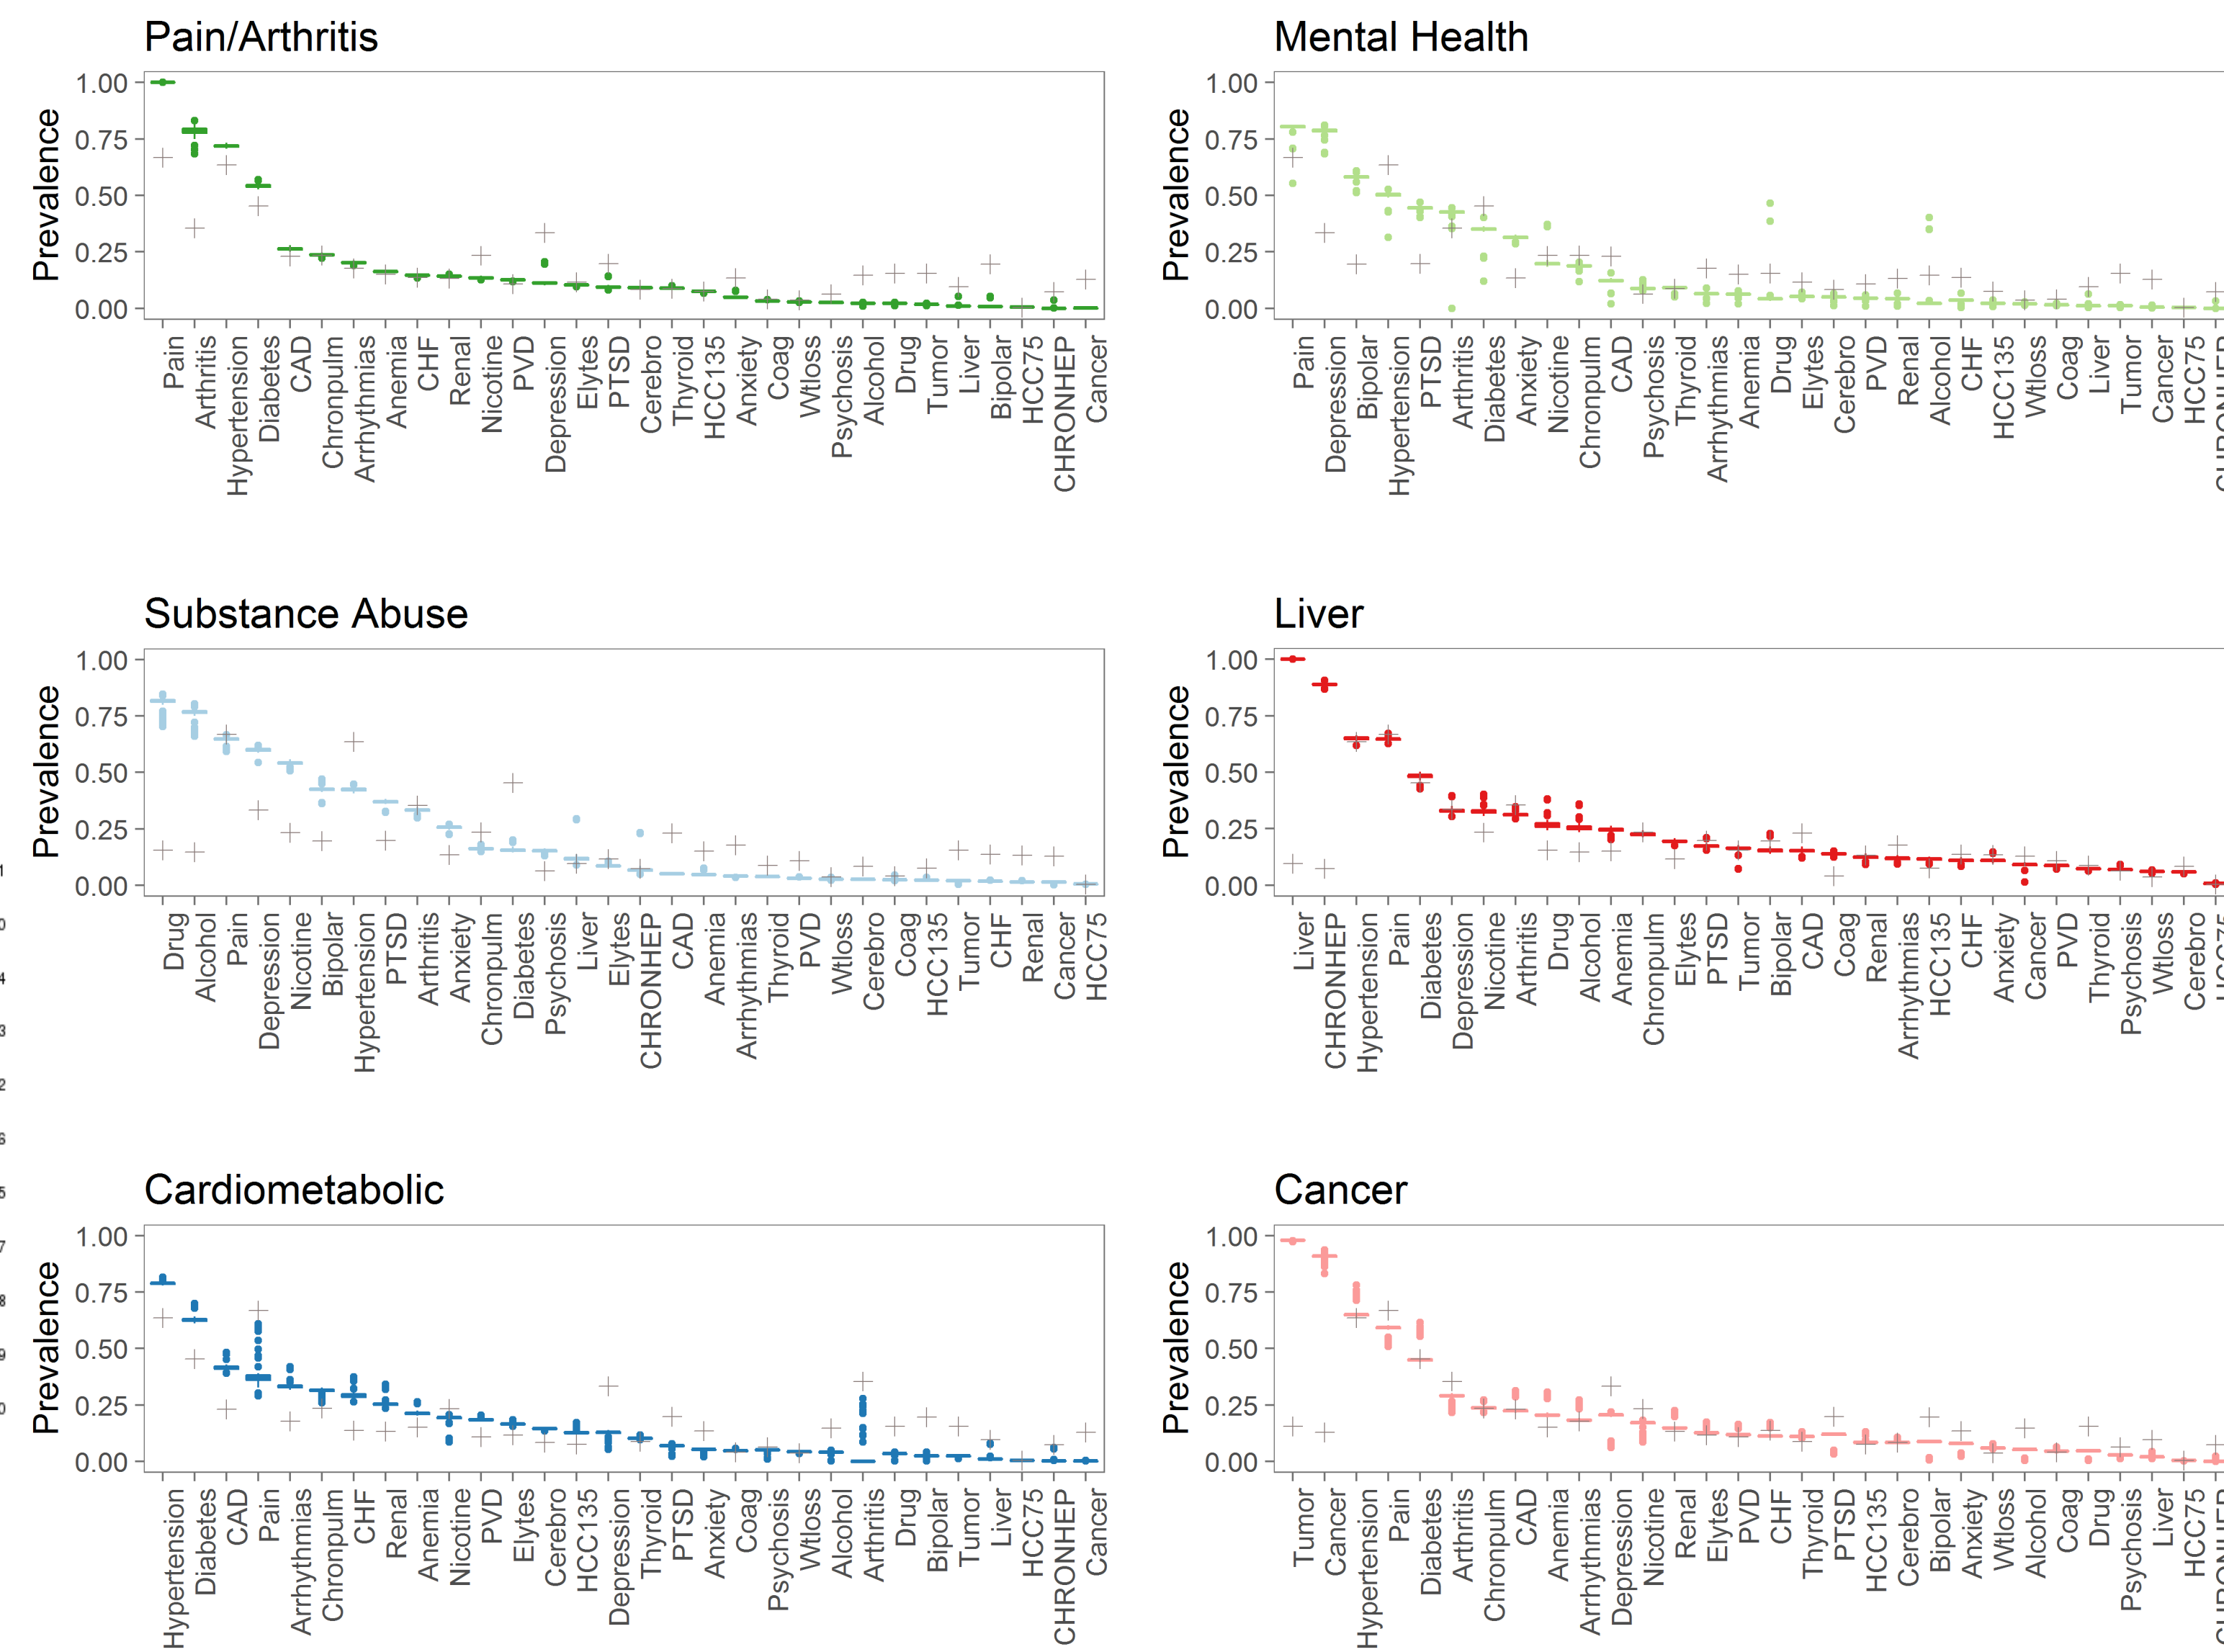 Pain/Arthritis
Prevalence
1.00
0.75
0.50
0.25
0.00
Pain
Arthritis
Hypertension
Diabetes
CAD
Chronpulm
Arrhythmias
Anemia
CHF
Renal
Nicotine
PVD
Depression
Elytes
PTSD
Cerebro
Thyroid
HCC135
Anxiety
Coag
Wtloss
Psychosis
Alcohol
Drug
Tumor
Liver
Bipolar
HCC75
CHRONHEP
Cancer
Mental Health
Prevalence
1.00
0.75
0.50
0.25
0.00
Pain
Depression
Bipolar
Hypertension
PTSD
Arthritis
Diabetes
Anxiety
Nicotine
Chronpulm
CAD
Psychosis
Thyroid
Arrhythmias
Anemia
Drug
Elytes
Cerebro
PVD
Renal
Alcohol
CHF
HCC135
Wtloss
Coag
Liver
Tumor
Cancer
HCC75
Substance Abuse
Prevalence
1.00
0.75
0.50
0.25
0.00
Drug
Alcohol
Pain
Depression
Nicotine
Bipolar
Hypertension
PTSD
Arthritis
Anxiety
Chronpulm
Diabetes
Psychosis
Liver
Elytes
CHRONHEP
CAD
Anemia
Arrhythmias
Thyroid
PVD
Wtloss
Cerebro
Coag
HCC135
Tumor
CHF
Renal
Cancer
HCC75
Liver
Prevalence
1.00
0.75
0.50
0.25
0.00
Liver
CHRONHEP
Hypertension
Pain
Diabetes
Depression
Nicotine
Arthritis
Drug
Alcohol
Anemia
Chronpulm
Elytes
PTSD
Tumor
Bipolar
CAD
Coag
Renal
Arrhythmias
HCC135
CHF
Anxiety
Cancer
PVD
Thyroid
Psychosis
Wtloss
Cerebro
Cardiometabolic
Prevalence
1.00
0.75
0.50
0.25
0.00
Hypertension
Diabetes
CAD
Pain
Arrhythmias
Chronpulm
CHF
Renal
Anemia
Nicotine
PVD
Elytes
Cerebro
HCC135
Depression
Thyroid
PTSD
Anxiety
Coag
Psychosis
Wtloss
Alcohol
Arthritis
Drug
Bipolar
Tumor
Liver
HCC75
CHRONHEP
Cancer
Cancer
Prevalence
1.00
0.75
0.50
0.25
0.00
Tumor
Cancer
Hypertension
Pain
Diabetes
Arthritis
Chronpulm
CAD
Anemia
Arrhythmias
Depression
Nicotine
Renal
Elytes
PVD
CHF
Thyroid
PTSD
HCC135
Cerebro
Bipolar
Anxiety
Wtloss
Alcohol
Coag
Drug
Psychosis
Liver
HCC75